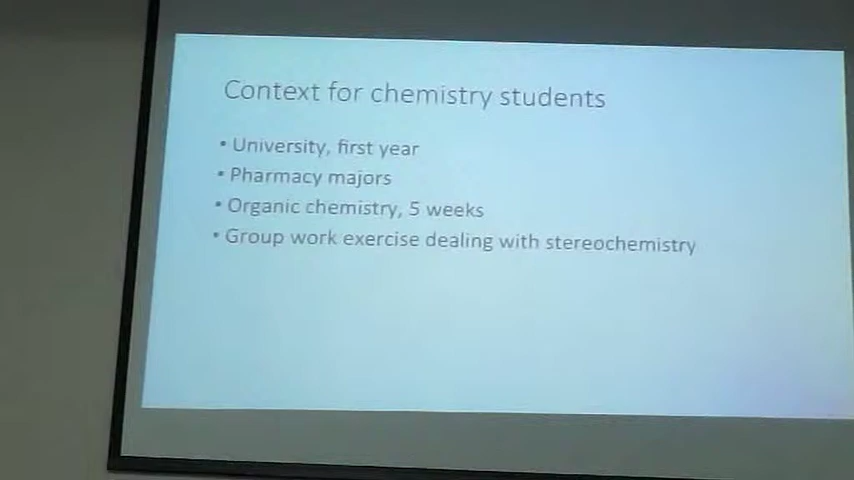 Context for chemistry students
• University, first year
• Pharmacy majors
• Organic chemistry, 5 weeks
• Group work exercise dealing with stereochemistry